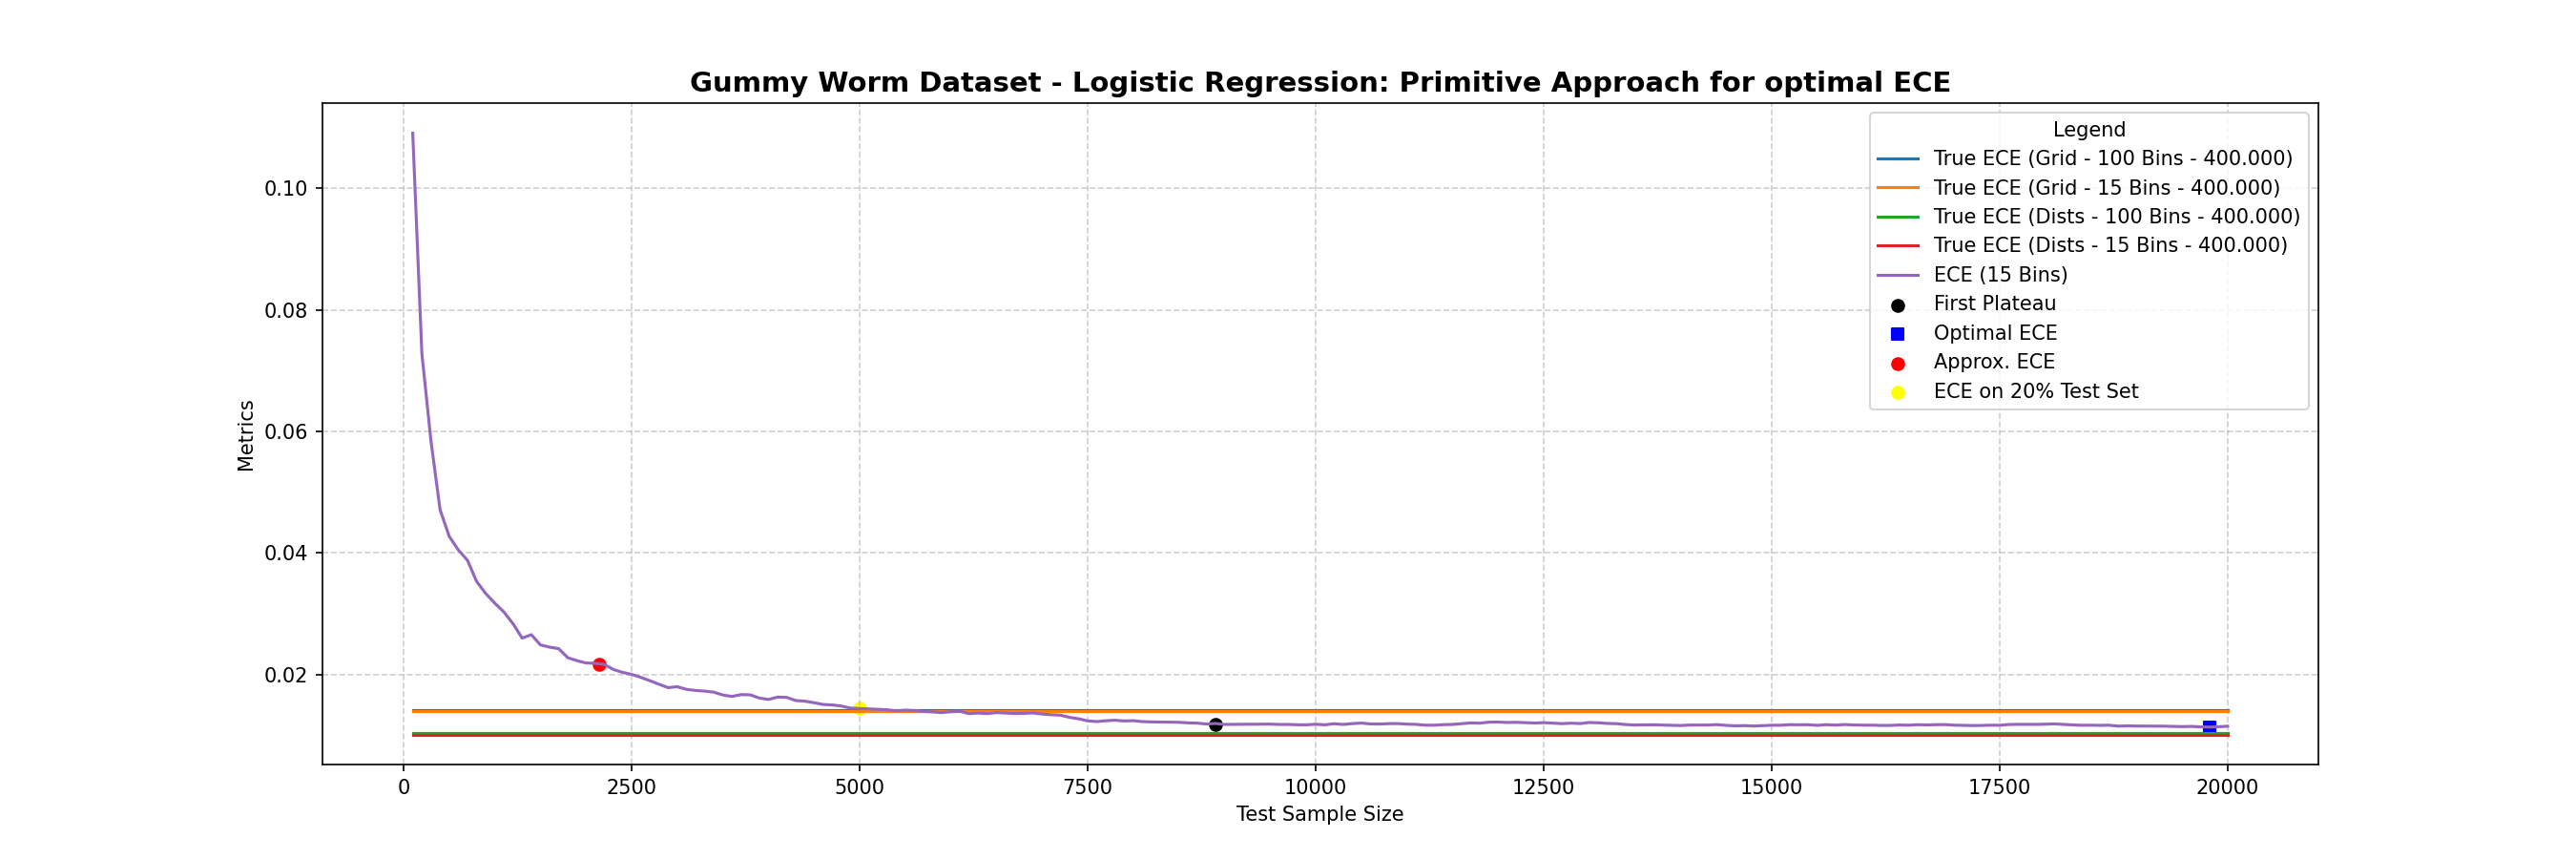 Gummy Worm Dataset - Logistic Regression: Primitive Approach for optimal ECE
Legend
True ECE (Grid - 100 Bins - 400.000)
True ECE (Grid - 15 Bins - 400.000)
True ECE (Dists - 100 Bins - 400.000)
True ECE (Dists - 15 Bins - 400.000)
ECE (15 Bins)
First Plateau
Optimal ECE
Approx. ECE
ECE on 20% Test Set
Metrics
0.10
0.08
0.06
0.04
0.02
0 2500 5000 7500 10000 12500 15000 17500 20000
Test Sample Size